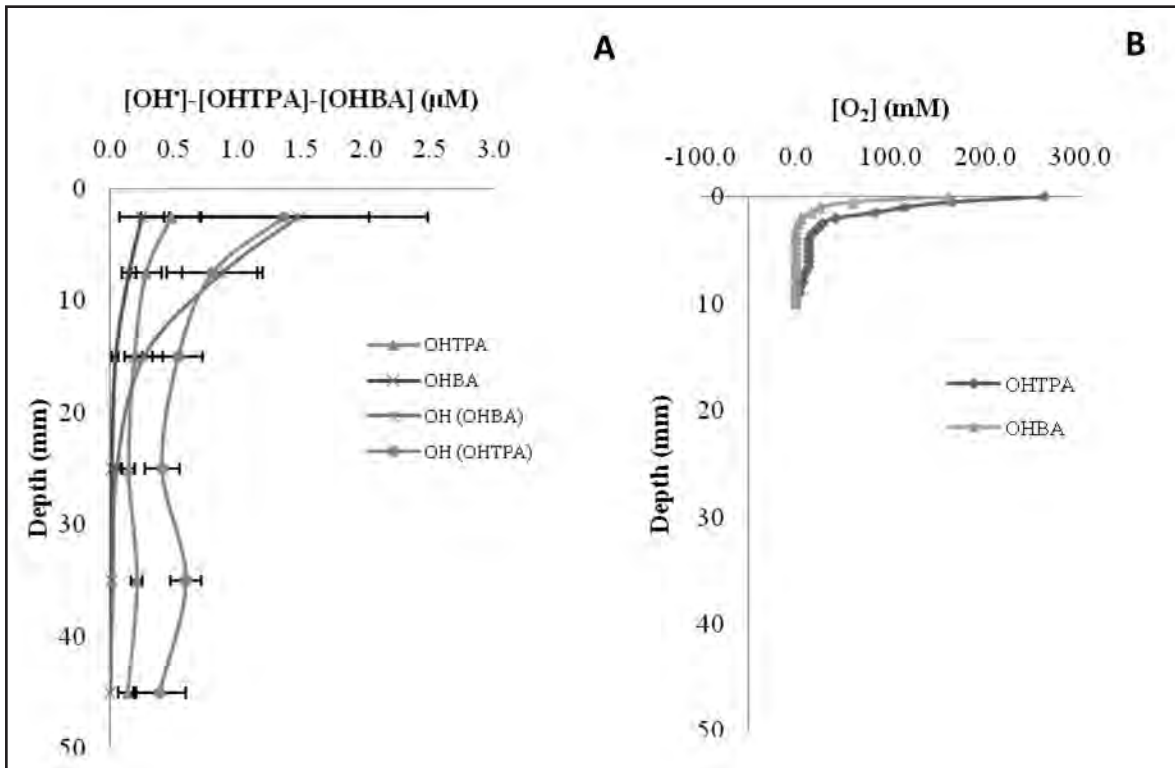 A
[OH•]-[OHTPA]-[OHBA] (μM)
0.0 0.5 1.0 1.5 2.0 2.5 3.0
0
10
20
30
40
50
Depth (mm)
OHTPA
OHBA
OH (OHBA)
OH (OHTPA)
B
[O₂] (mM)
-100.0 0.0 100.0 200.0 300.0
0
10
20
30
40
50
Depth (mm)
OHTPA
OHBA